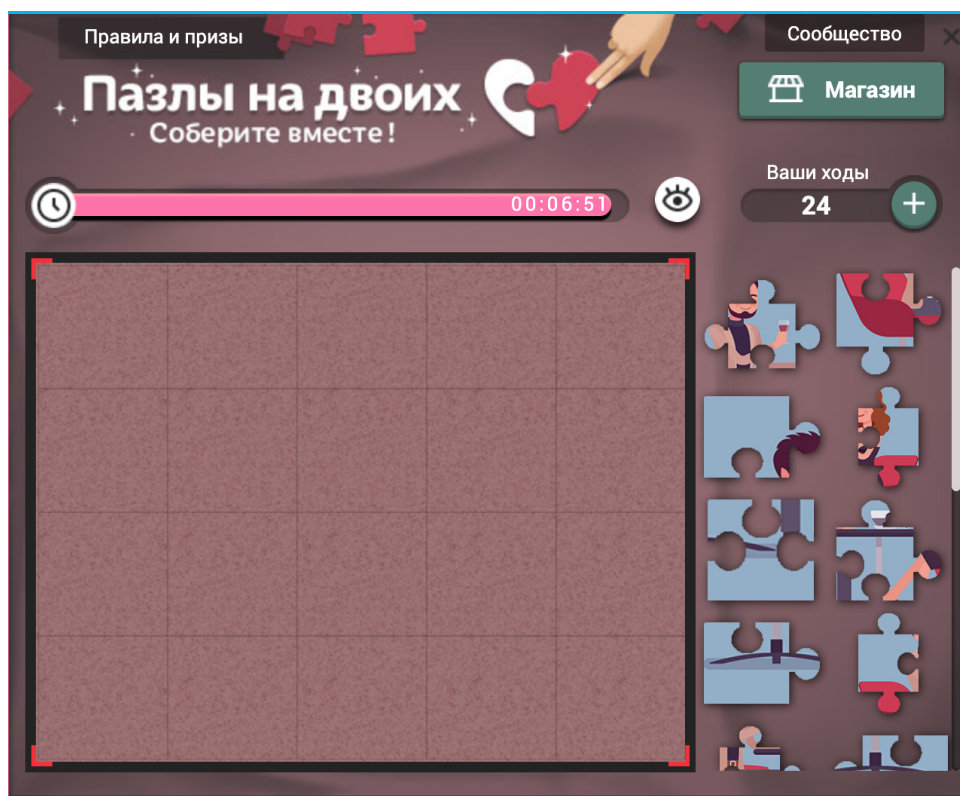 Правила и призы
Сообщество
Пазлы на двоих
Соберите вместе!
Магазин
Ваши ходы
00:06:51
24